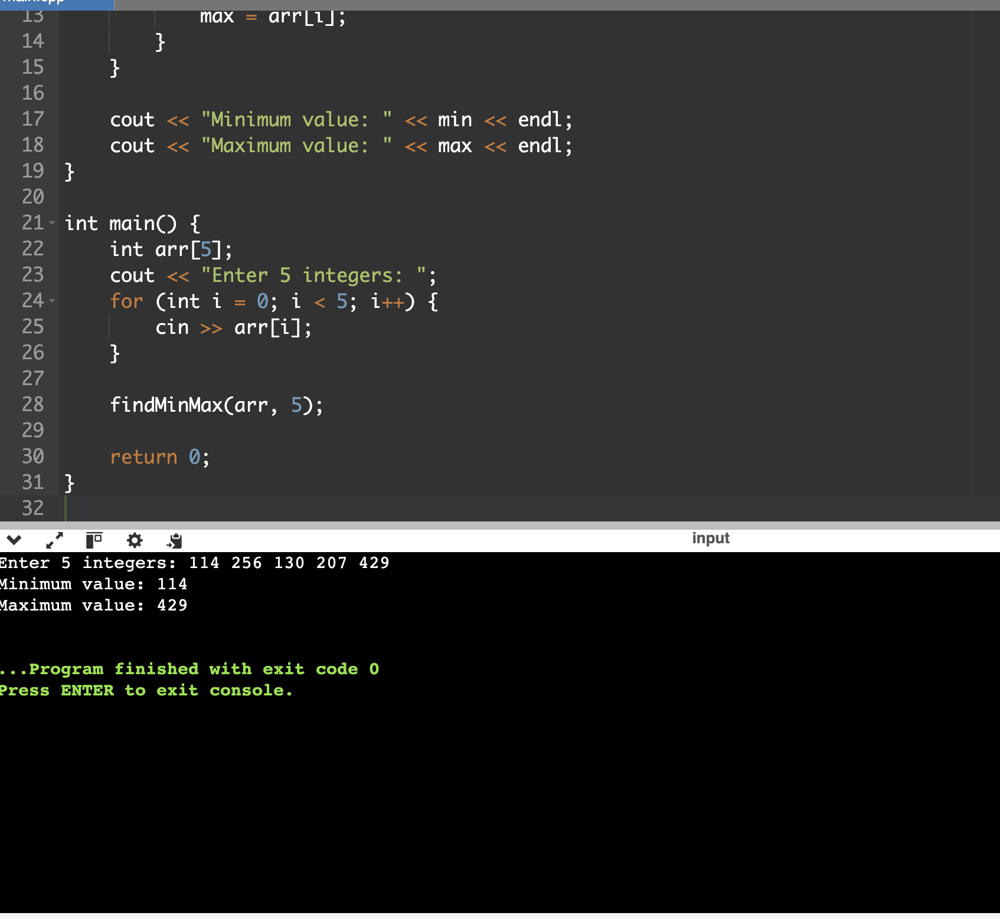 main.cpp
13 max = arr[i];
14 }
15 }
16
17 cout << "Minimum value: " << min << endl;
18 cout << "Maximum value: " << max << endl;
19 }
20
21 int main() {
22 int arr[5];
23 cout << "Enter 5 integers: ";
24 for (int i = 0; i < 5; i++) {
25 cin >> arr[i];
26 }
27
28 findMinMax(arr, 5);
29
30 return 0;
31 }
32
input
Enter 5 integers: 114 256 130 207 429
Minimum value: 114
Maximum value: 429
...Program finished with exit code 0
Press ENTER to exit console.